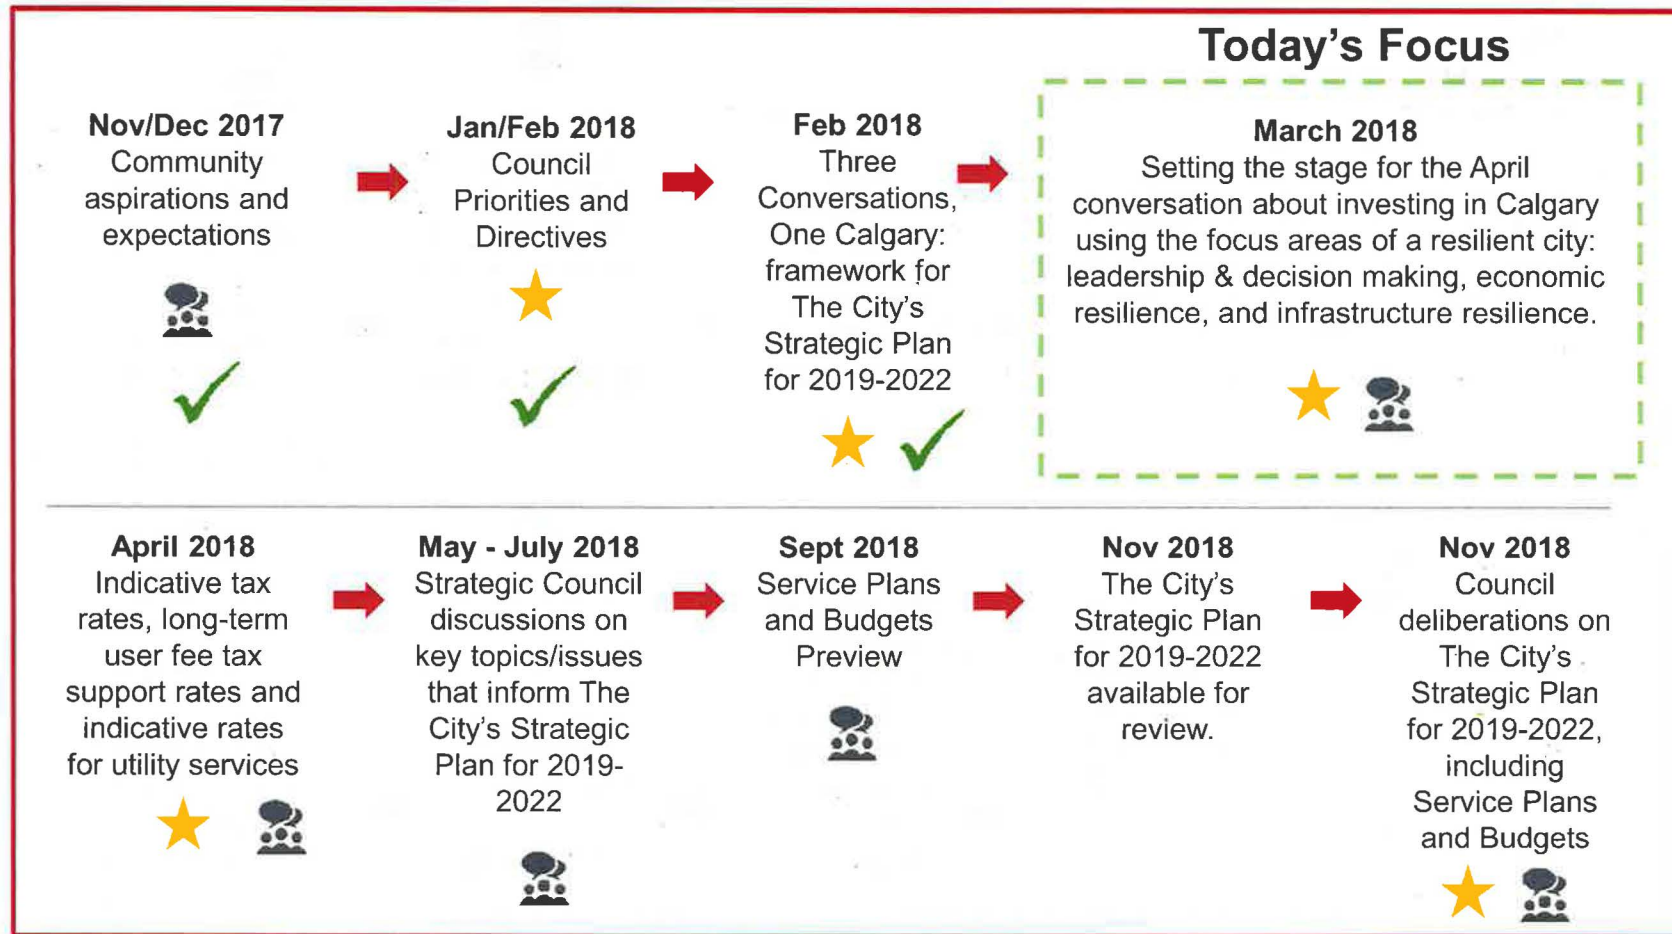 Today's Focus
Nov/Dec 2017
Community
aspirations and
expectations
Jan/Feb 2018
Council
Priorities and
Directives
Feb 2018
Three
Conversations,
One Calgary:
framework for
The City's
Strategic Plan
for 2019-2022
March 2018
Setting the stage for the April
conversation about investing in Calgary
using the focus areas of a resilient city:
leadership & decision making, economic
resilience, and infrastructure resilience.
April 2018
Indicative tax
rates, long-term
user fee tax
support rates and
indicative rates
for utility services
May - July 2018
Strategic Council
discussions on
key topics/issues
that inform The
City's Strategic
Plan for 2019-
2022
Sept 2018
Service Plans
and Budgets
Preview
Nov 2018
The City's
Strategic Plan
for 2019-2022
available for
review.
Nov 2018
Council
deliberations on
The City's
Strategic Plan
for 2019-2022,
including
Service Plans
and Budgets